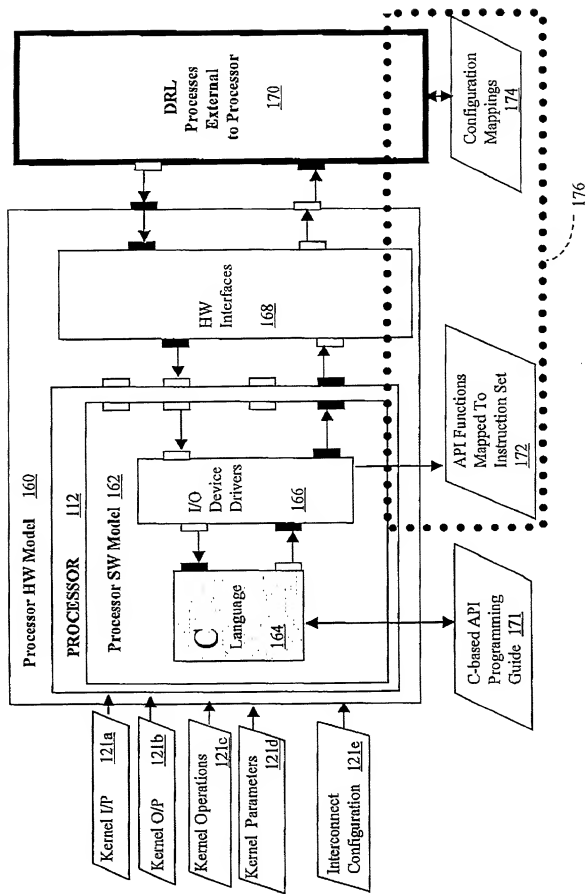 Processor HW Model 160
PROCESSOR 112
Processor SW Model 162
C
Language
164
I/O
Device
Drivers
166
HW
Interfaces
168
DRL
Processes
External
to Processor
170
Kernel I/P 121a
Kernel O/P 121b
Kernel Operations
121c
Kernel Parameters
121d
Interconnect
Configuration 121e
C-based API
Programming
Guide 171
API Functions
Mapped To
Instruction Set
172
Configuration
Mappings
174
176